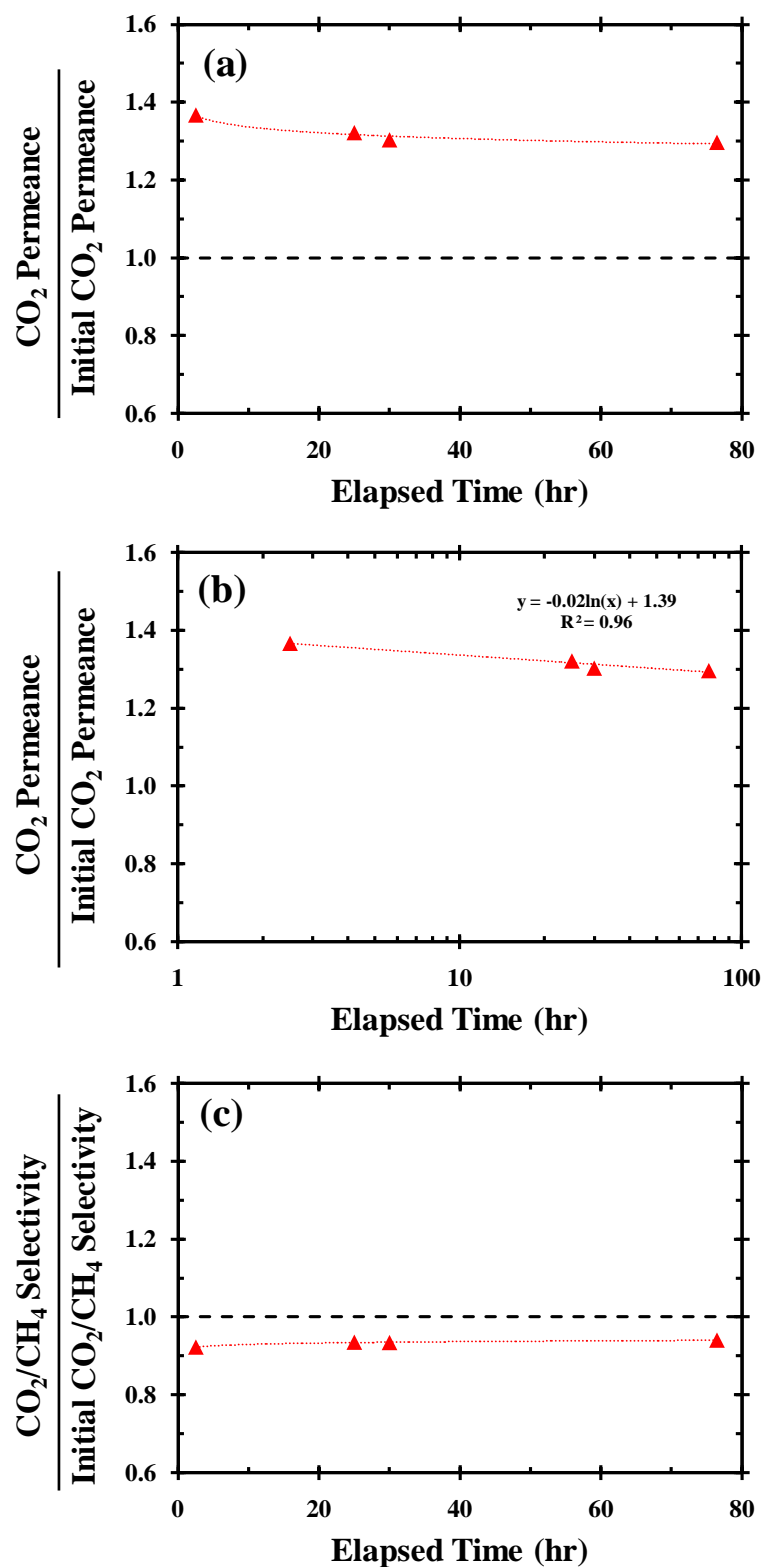 (a)
CO₂ Permeance
Initial CO₂ Permeance
1.6
1.4
1.2
1.0
0.8
0.6
0 20 40 60 80
Elapsed Time (hr)
(b)
y = -0.02ln(x) + 1.39
R² = 0.96
CO₂ Permeance
Initial CO₂ Permeance
1.6
1.4
1.2
1.0
0.8
0.6
1 10 100
Elapsed Time (hr)
(c)
CO₂/CH₄ Selectivity
Initial CO₂/CH₄ Selectivity
1.6
1.4
1.2
1.0
0.8
0.6
0 20 40 60 80
Elapsed Time (hr)